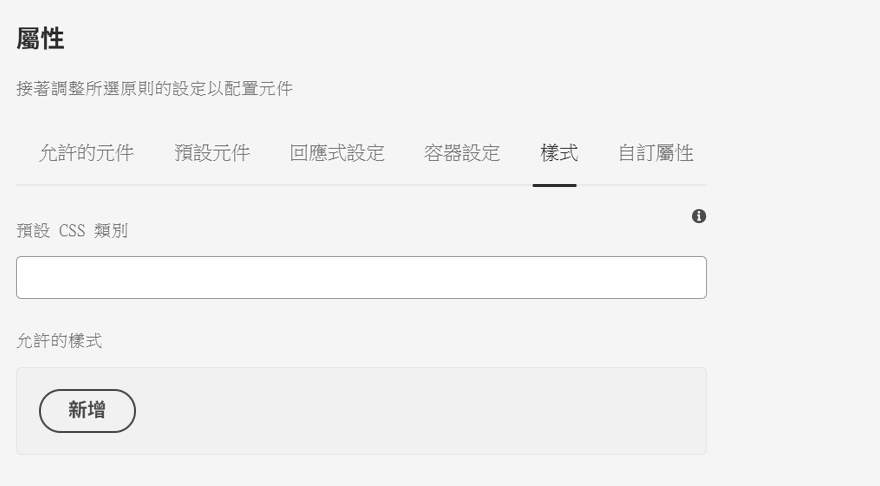 屬性
接著調整所選原則的設定以配置元件
允許的元件 預設元件 回應式設定 容器設定 樣式 自訂屬性
預設 CSS 類別
允許的樣式
新增